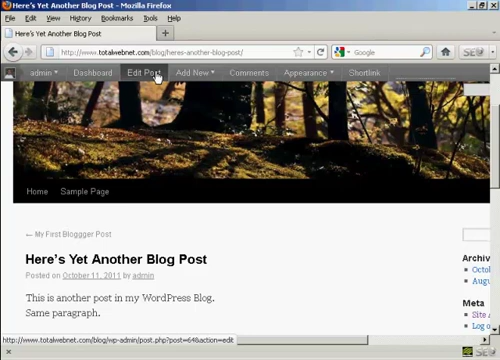 Here's Yet Another Blog Post - Mozilla Firefox
File Edit View History Bookmarks Tools Help
Here's Yet Another Blog Post
http://www.totalwebnet.com/blog/heres-another-blog-post/
Google
admin Dashboard Edit Post Add New Comments Appearance Shortlink
Home Sample Page
← My First Bloggger Post
Here's Yet Another Blog Post
Posted on October 11, 2011 by admin
This is another post in my WordPress Blog.
Same paragraph.
Archiv
Octo
Augu
Meta
Site A
Log o
http://www.totalwebnet.com/blog/wp-admin/post.php?post=64&action=edit